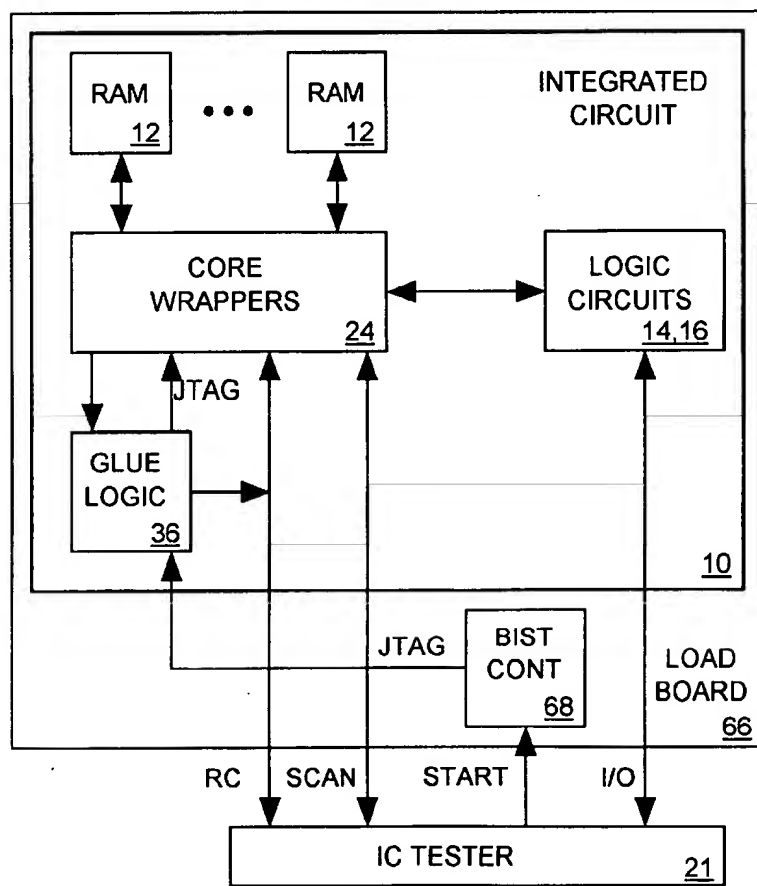 RAM
12
RAM
12
INTEGRATED
CIRCUIT
CORE
WRAPPERS
24
LOGIC
CIRCUITS
14,16
JTAG
GLUE
LOGIC
36
10
JTAG
BIST
CONT
68
LOAD
BOARD
66
RC
SCAN
START
I/O
IC TESTER
21